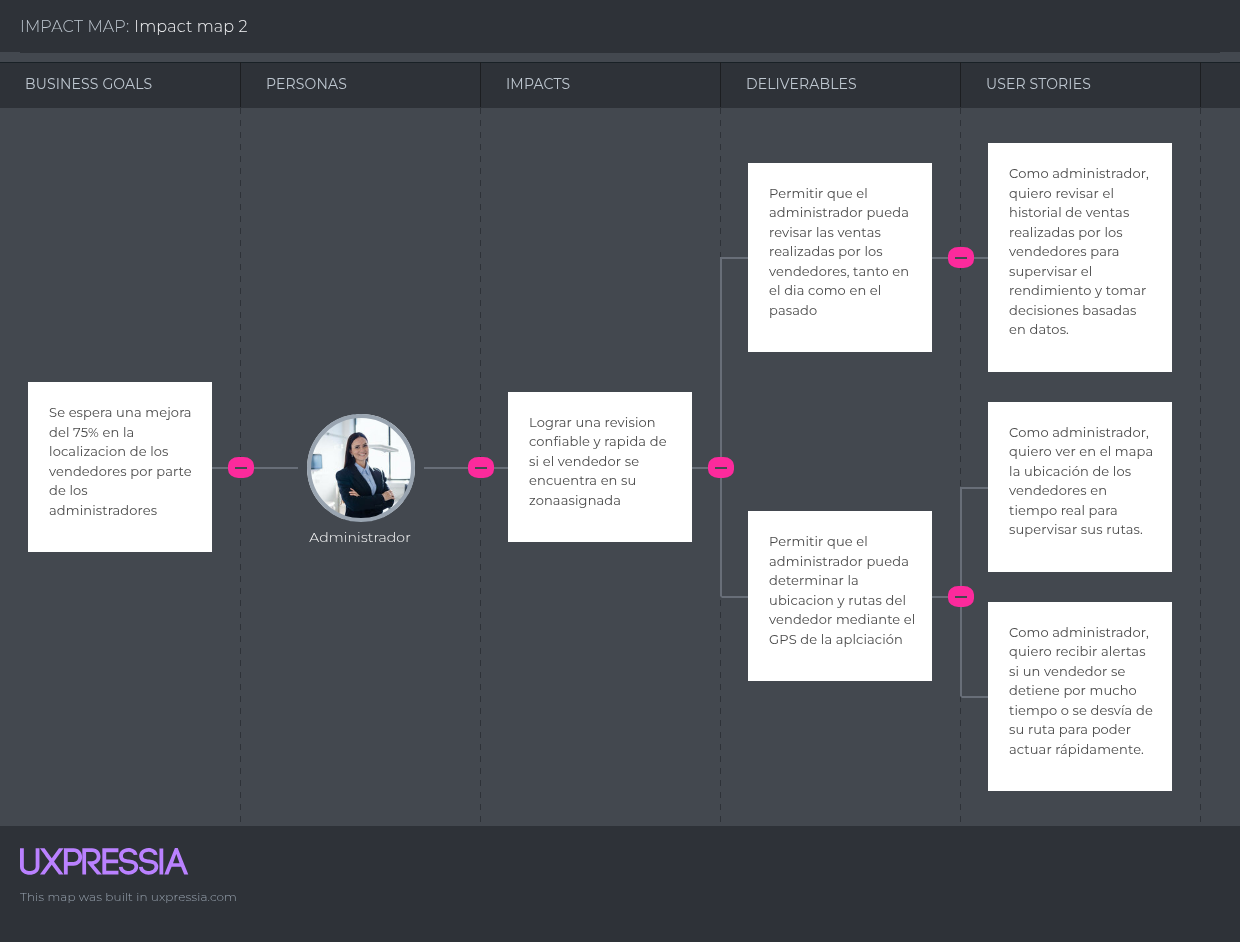 IMPACT MAP: Impact map 2
BUSINESS GOALS
PERSONAS
IMPACTS
DELIVERABLES
USER STORIES
Se espera una mejora
del 75% en la
localizacion de los
vendedores por parte
de los
administradores
Administrador
Lograr una revision
confiable y rapida de
si el vendedor se
encuentra en su
zonaasignada
Permitir que el
administrador pueda
revisar las ventas
realizadas por los
vendedores, tanto en
el dia como en el
pasado
Permitir que el
administrador pueda
determinar la
ubicacion y rutas del
vendedor mediante el
GPS de la aplciación
Como administrador,
quiero revisar el
historial de ventas
realizadas por los
vendedores para
supervisar el
rendimiento y tomar
decisiones basadas
en datos.
Como administrador,
quiero ver en el mapa
la ubicación de los
vendedores en
tiempo real para
supervisar sus rutas.
Como administrador,
quiero recibir alertas
si un vendedor se
detiene por mucho
tiempo o se desvía de
su ruta para poder
actuar rápidamente.
UXPRESSIA
This map was built in uxpressia.com